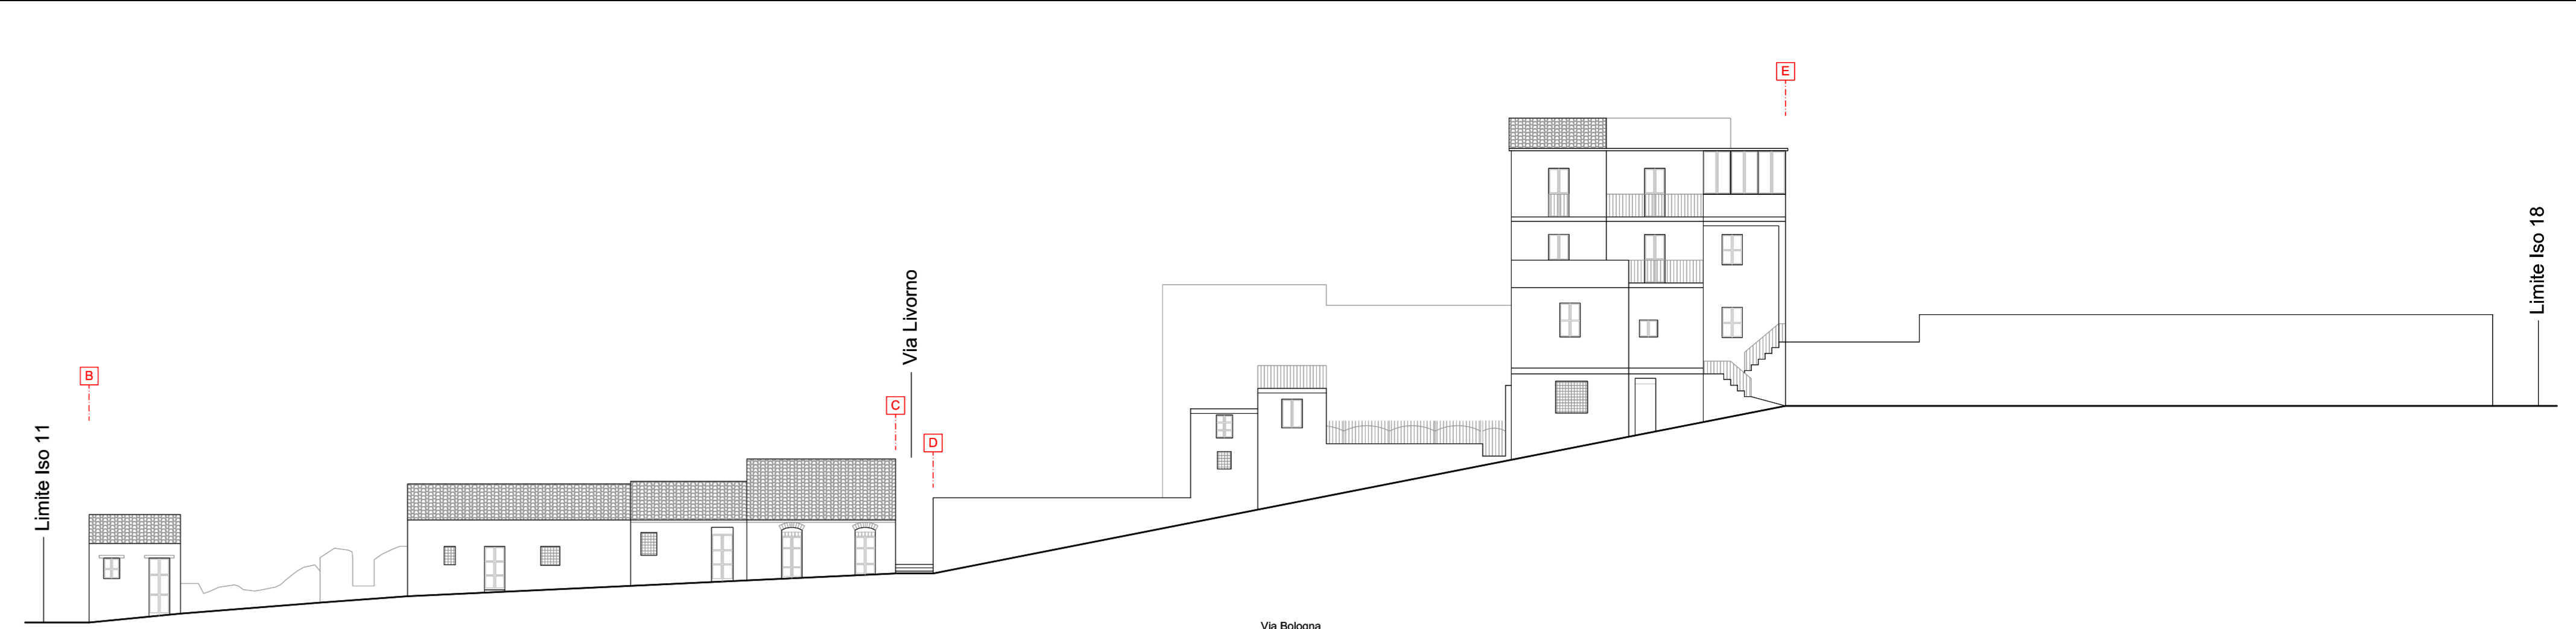 Limite Iso 11
B
C
Via Livorno
D
E
Limite Iso 18
Via Bologna